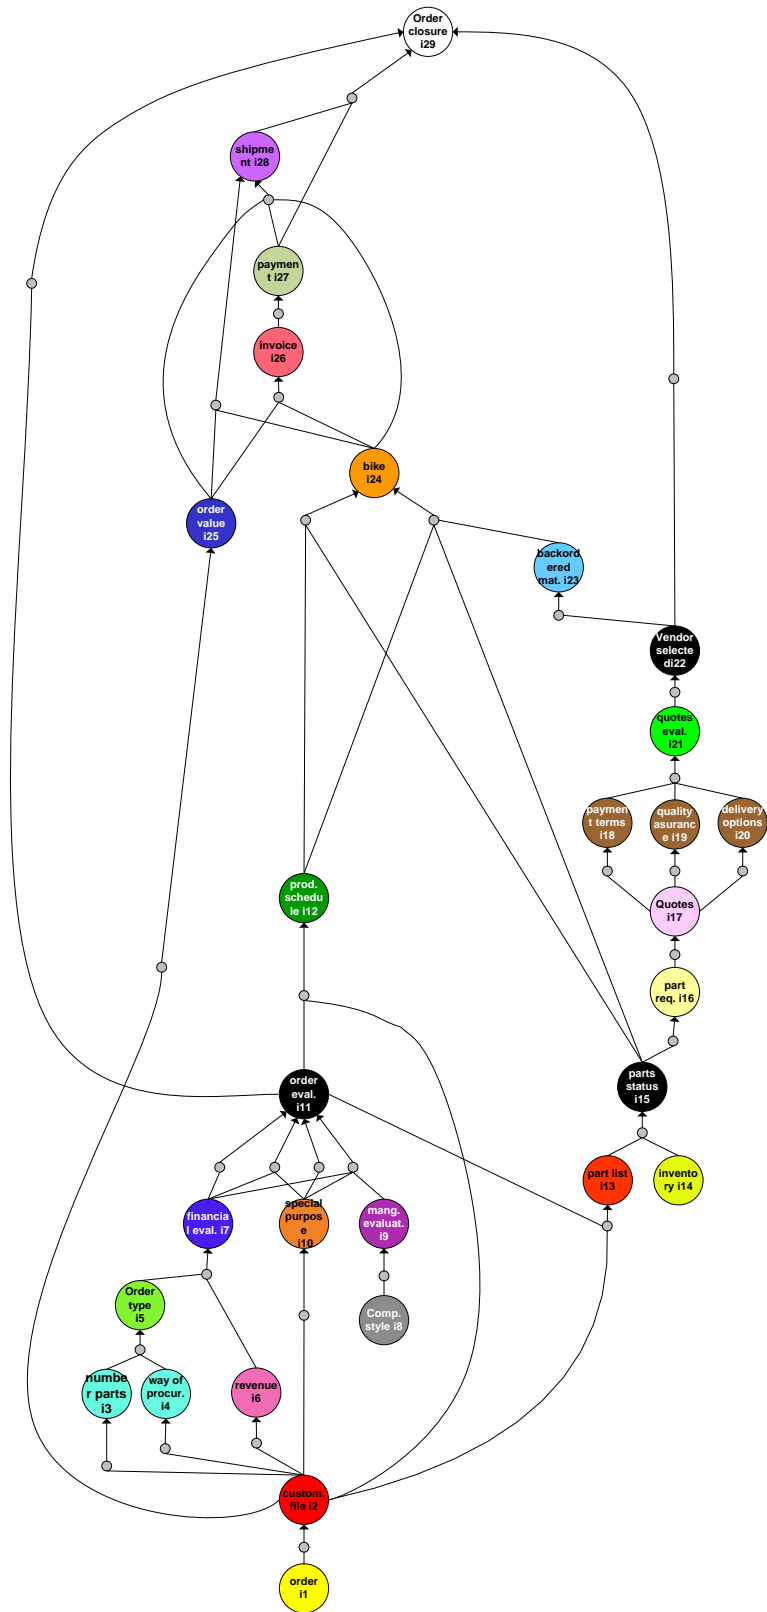 Order
closure
i29
shipme
nt i28
paymen
t i27
invoice
i26
bike
i24
order
value
i25
backord
ered
mat. i23
Vendor
selecte
di22
quotes
eval.
i21
paymen
t terms
i18
quality
asuranc
e i19
delivery
options
i20
prod.
schedu
le i12
Quotes
i17
part
req. i16
order
eval.
i11
parts
status
i15
part list
i13
invento
ry i14
financia
l eval. i7
special
purpos
e
i10
mang.
evaluat.
i9
Order
type
i5
Comp.
style i8
numbe
r parts
i3
way of
procur.
i4
revenue
i6
custom.
file i2
order
i1